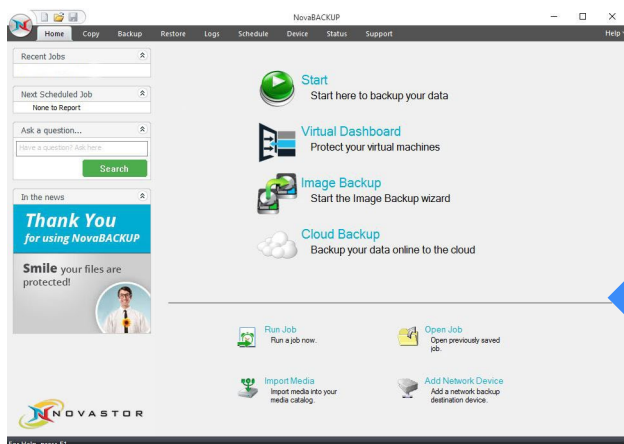 NovaBACKUP
Home Copy Backup Restore Logs Schedule Device Status Support Help
Recent Jobs
Next Scheduled Job
None to Report
Ask a question...
Have a question? Ask here
Search
In the news
Thank You
for using NovaBACKUP
Smile your files are
protected!
NOVASTOR
Start
Start here to backup your data
Virtual Dashboard
Protect your virtual machines
Image Backup
Start the Image Backup wizard
Cloud Backup
Backup your data online to the cloud
Run Job
Run a job now.
Open Job
Open previously saved
job.
Import Media
Import media into your
media catalog.
Add Network Device
Add a network backup
destination device.
For Help, press F1